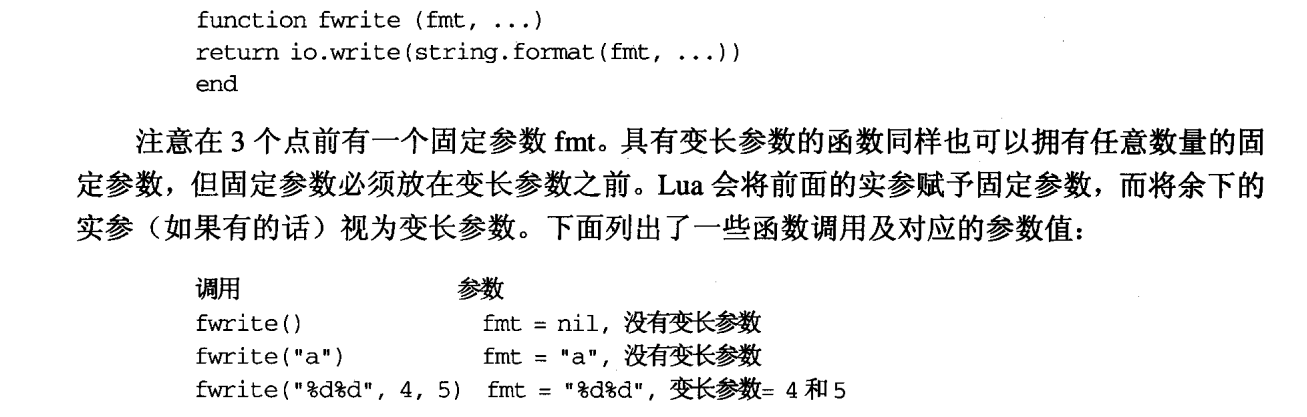 function fwrite (fmt, ...)
return io.write(string.format(fmt, ...))
end
注意在 3 个点前有一个固定参数 fmt。具有变长参数的函数同样也可以拥有任意数量的固
定参数，但固定参数必须放在变长参数之前。Lua 会将前面的实参赋予固定参数，而将余下的
实参（如果有的话）视为变长参数。下面列出了一些函数调用及对应的参数值：
调用 参数
fwrite() fmt = nil, 没有变长参数
fwrite("a") fmt = "a", 没有变长参数
fwrite("%d%d", 4, 5) fmt = "%d%d", 变长参数= 4 和 5